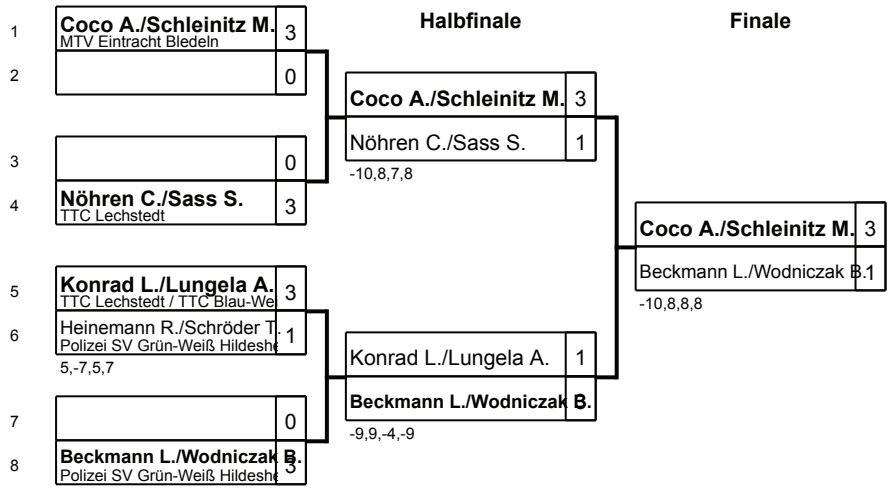 Halbfinale
Finale
1
Coco A./Schleinitz M. 3
MTV Eintracht Bledeln
2
0
3
0
4
Nöhren C./Sass S. 3
TTC Lechstedt
5
Konrad L./Lungela A. 3
TTC Lechstedt / TTC Blau-We
6
Heinemann R./Schröder T. 1
Polizei SV Grün-Weiß Hildeshe
5,-7,5,7
7
0
8
Beckmann L./Wodniczak B. 3
Polizei SV Grün-Weiß Hildeshe
Coco A./Schleinitz M. 3
Nöhren C./Sass S. 1
-10,8,7,8
Konrad L./Lungela A. 1
Beckmann L./Wodniczak B. 3
-9,9,-4,-9
Coco A./Schleinitz M. 3
Beckmann L./Wodniczak B. 1
-10,8,8,8